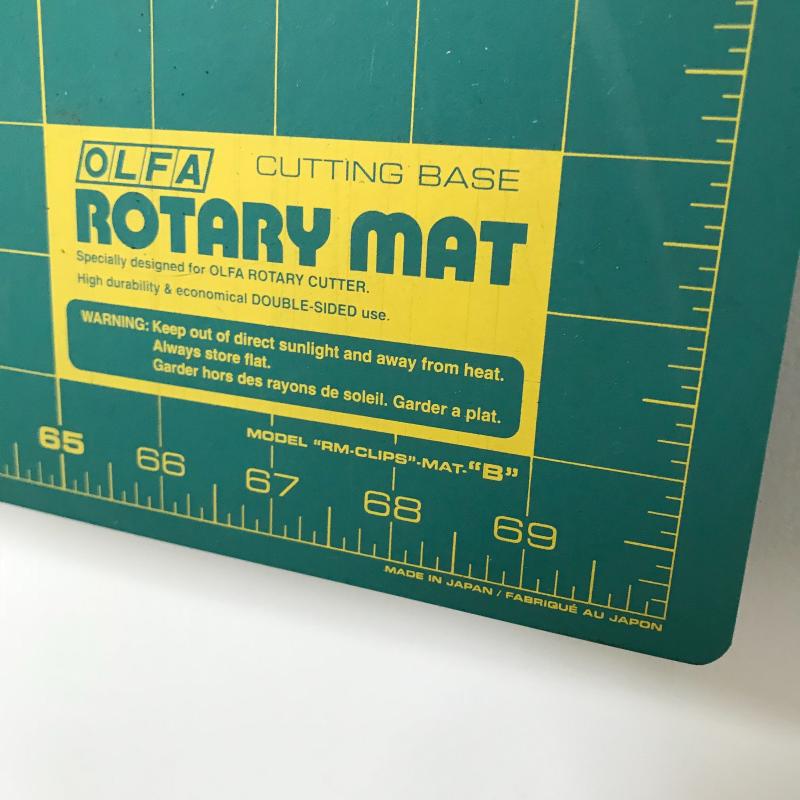 OLFA CUTTING BASE
ROTARY MAT
Specially designed for OLFA ROTARY CUTTER.
High durability & economical DOUBLE-SIDED use.
WARNING: Keep out of direct sunlight and away from heat.
Always store flat.
Garder hors des rayons de soleil. Garder a plat.
MODEL "RM-CLIPS"-MAT-"B"
65 66 67 68 69
MADE IN JAPAN / FABRIQUÉ AU JAPON